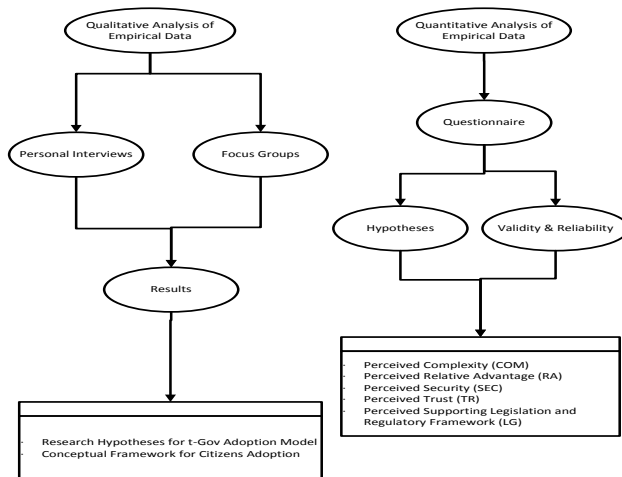 Qualitative Analysis of
Empirical Data
Personal Interviews
Focus Groups
Results
Research Hypotheses for t-Gov Adoption Model
Conceptual Framework for Citizens Adoption
Quantitative Analysis of
Empirical Data
Questionnaire
Hypotheses
Validity & Reliability
Perceived Complexity (COM)
Perceived Relative Advantage (RA)
Perceived Security (SEC)
Perceived Trust (TR)
Perceived Supporting Legislation and
Regulatory Framework (LG)